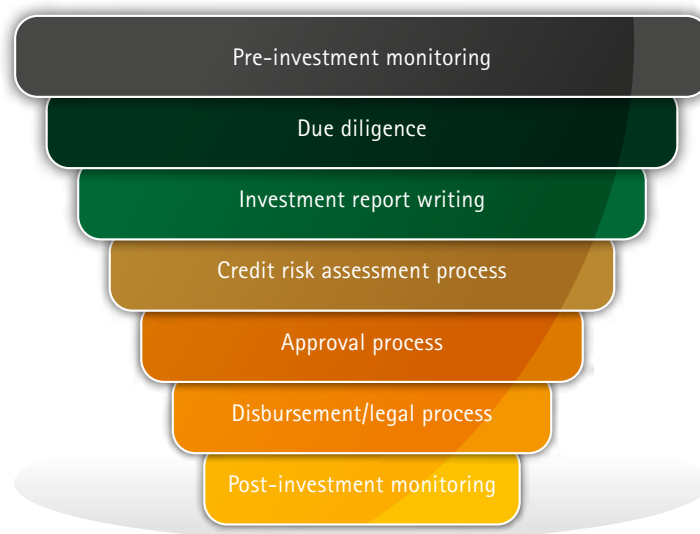 Pre-investment monitoring
Due diligence
Investment report writing
Credit risk assessment process
Approval process
Disbursement/legal process
Post-investment monitoring